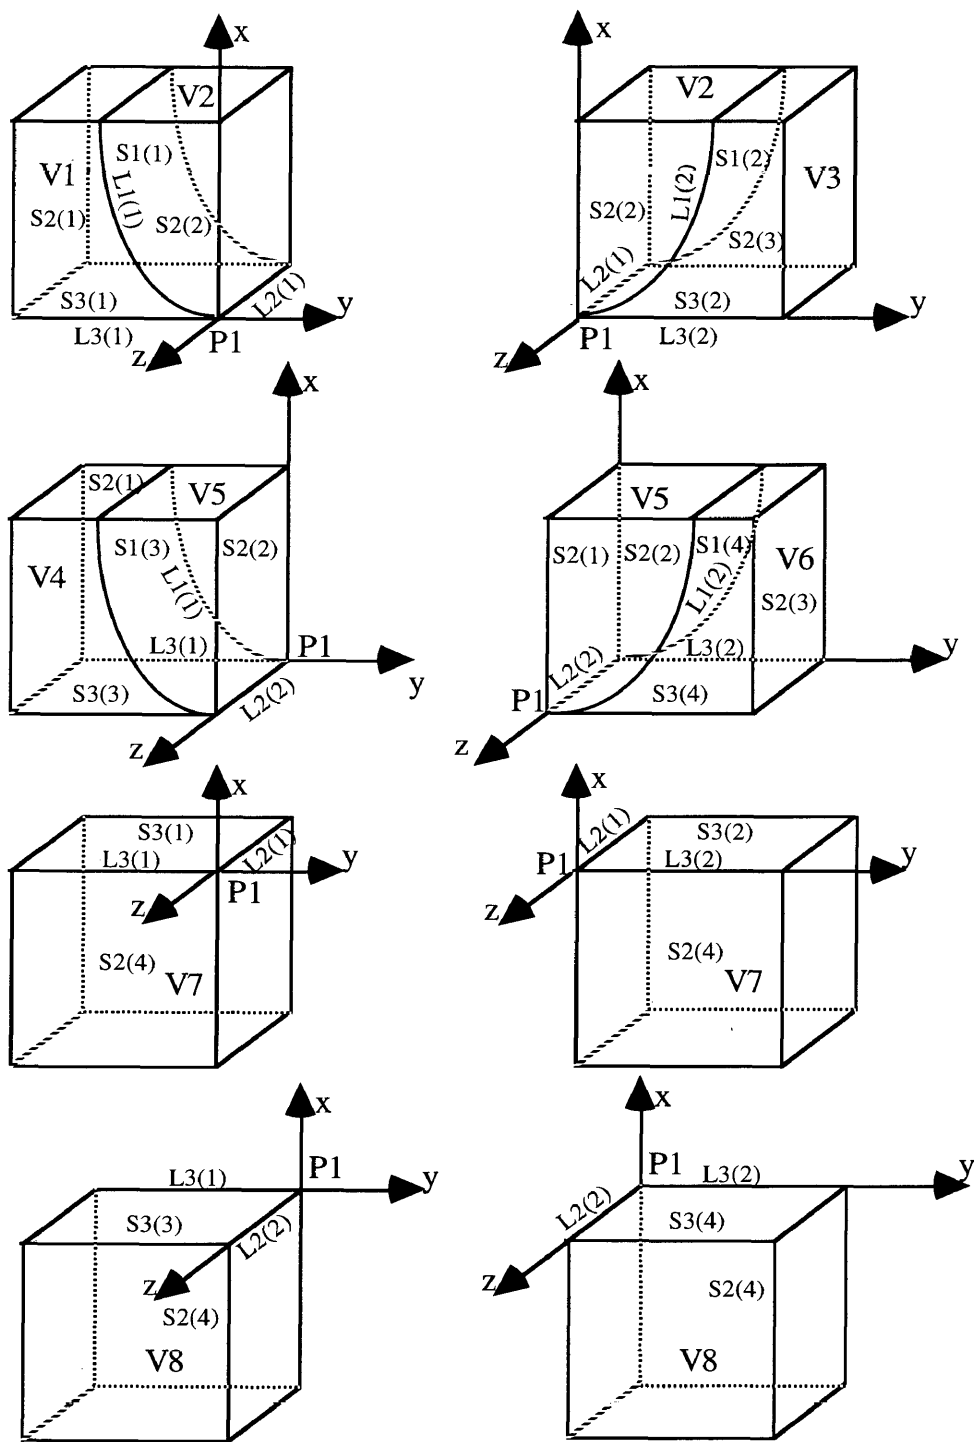 x
V2
S1(1)
V1
L1(1)
S2(1)
S2(2)
S3(1)
L2(1)
y
L3(1)
P1
z
x
V2
S1(2)
V3
L1(2)
S2(2)
S2(3)
L2(1)
S3(2)
y
P1
L3(2)
z
x
S2(1)
V5
S1(3)
S2(2)
V4
L1(1)
L3(1)
P1
S3(3)
L2(2)
y
z
x
V5
S2(1)
S2(2)
S1(4)
V6
L1(2)
S2(3)
L3(2)
y
L2(2)
S3(4)
P1
z
x
S3(1)
L3(1)
L2(1)
y
P1
z
S2(4)
V7
x
L2(1)
S3(2)
P1
L3(2)
y
z
S2(4)
V7
x
P1
L3(1)
y
S3(3)
L2(2)
z
S2(4)
V8
x
P1
L3(2)
y
L2(2)
S3(4)
z
S2(4)
V8